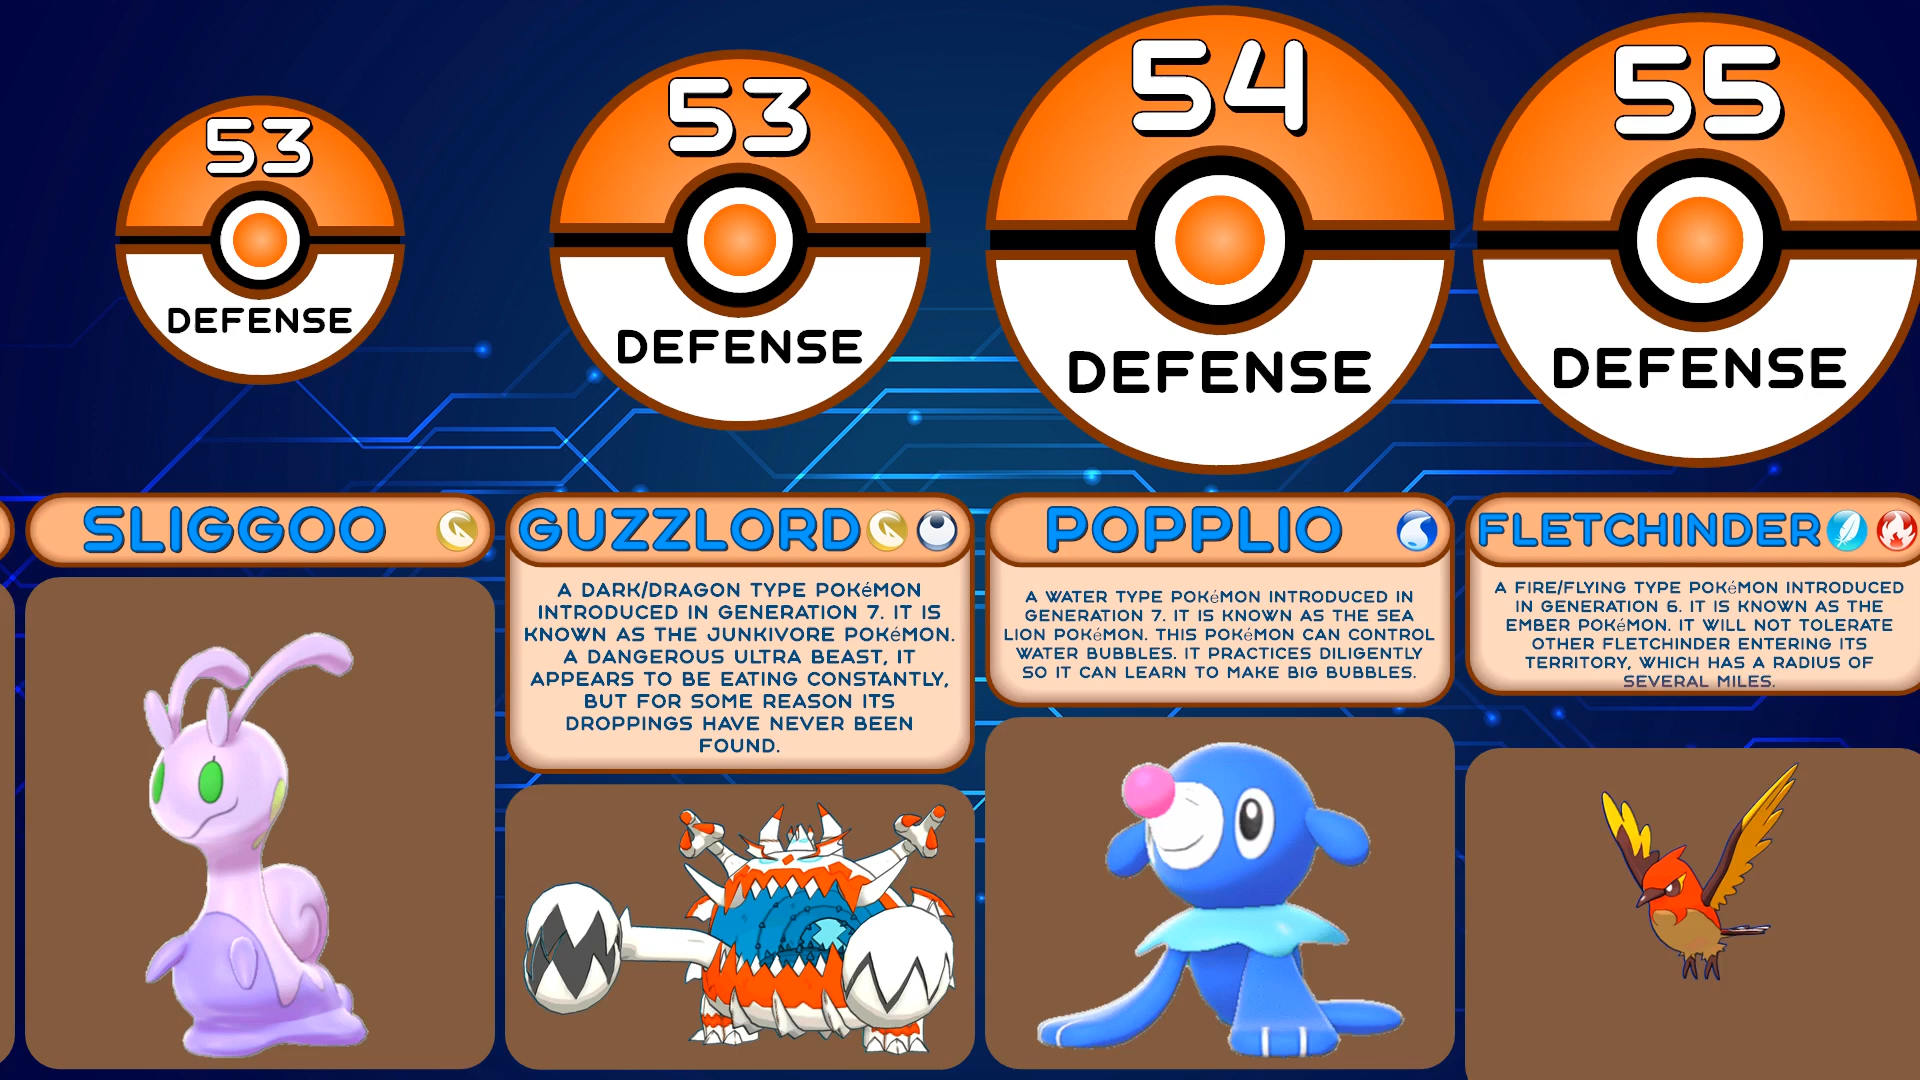 53
DEFENSE
SLIGGOO
53
DEFENSE
GUZZLORD
A DARK/DRAGON TYPE POKéMON
INTRODUCED IN GENERATION 7. IT IS
KNOWN AS THE JUNKIVORE POKéMON.
A DANGEROUS ULTRA BEAST, IT
APPEARS TO BE EATING CONSTANTLY,
BUT FOR SOME REASON ITS
DROPPINGS HAVE NEVER BEEN
FOUND.
54
DEFENSE
POPPLIO
A WATER TYPE POKéMON INTRODUCED IN
GENERATION 7. IT IS KNOWN AS THE SEA
LION POKéMON. THIS POKéMON CAN CONTROL
WATER BUBBLES. IT PRACTICES DILIGENTLY
SO IT CAN LEARN TO MAKE BIG BUBBLES.
55
DEFENSE
FLETCHINDER
A FIRE/FLYING TYPE POKéMON INTRODUCED
IN GENERATION 6. IT IS KNOWN AS THE
EMBER POKéMON. IT WILL NOT TOLERATE
OTHER FLETCHINDER ENTERING ITS
TERRITORY, WHICH HAS A RADIUS OF
SEVERAL MILES.